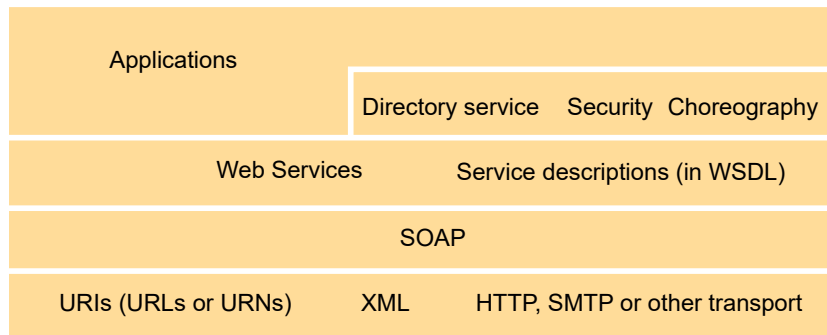 Applications
Directory service Security Choreography
Web Services Service descriptions (in WSDL)
SOAP
URIs (URLs or URNs) XML HTTP, SMTP or other transport